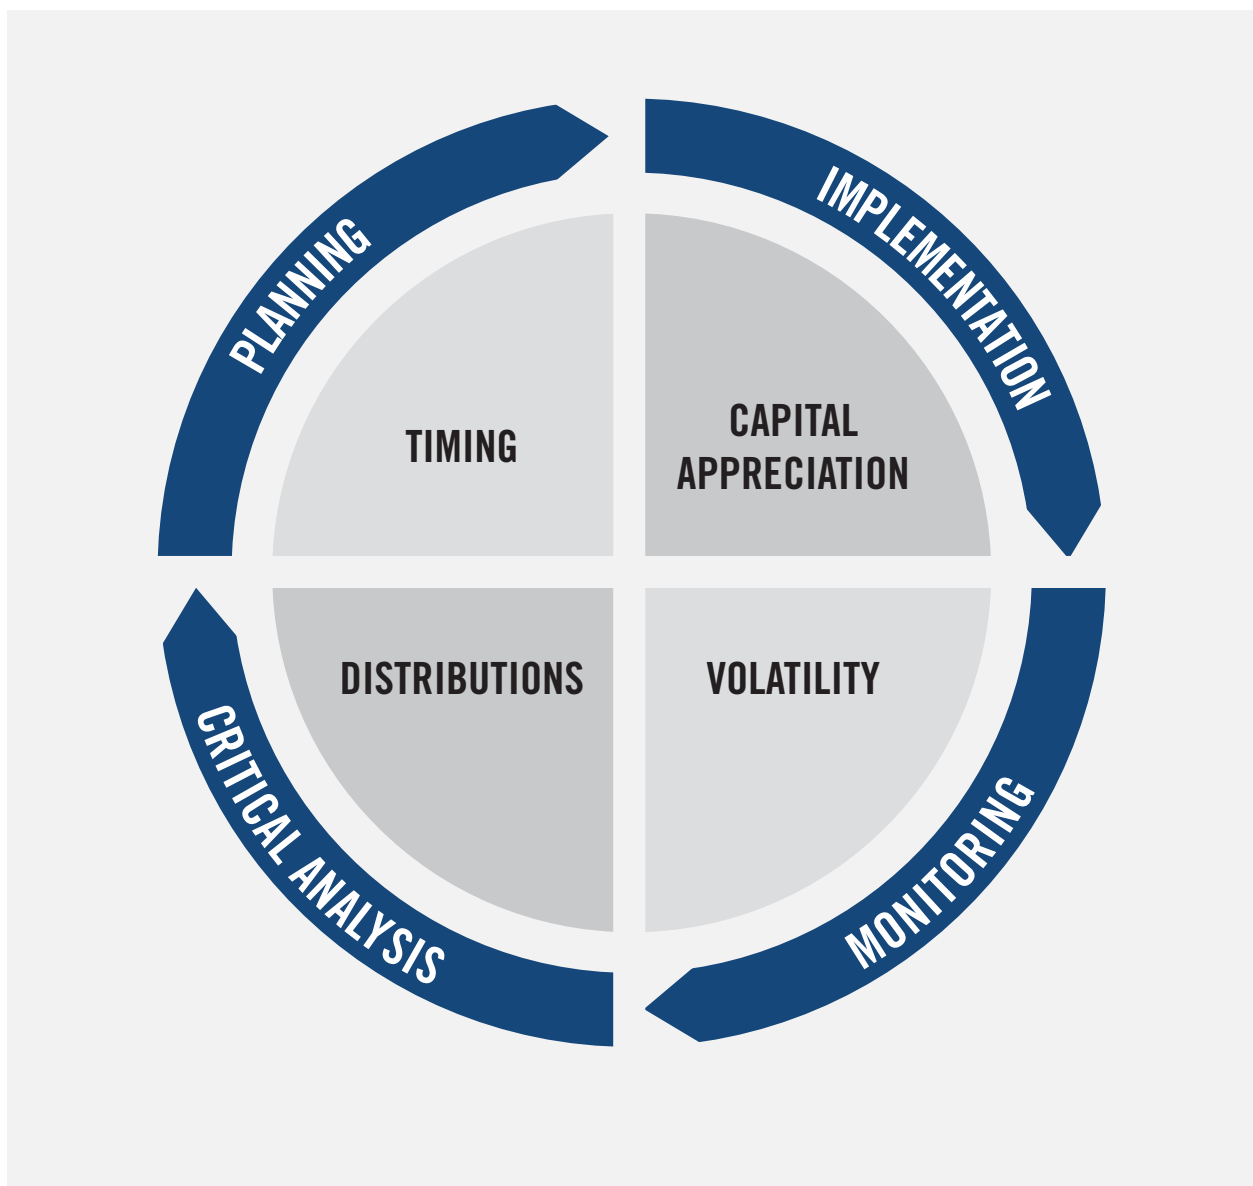 PLANNING
IMPLEMENTATION
TIMING
CAPITAL
APPRECIATION
DISTRIBUTIONS
VOLATILITY
CRITICAL ANALYSIS
MONITORING